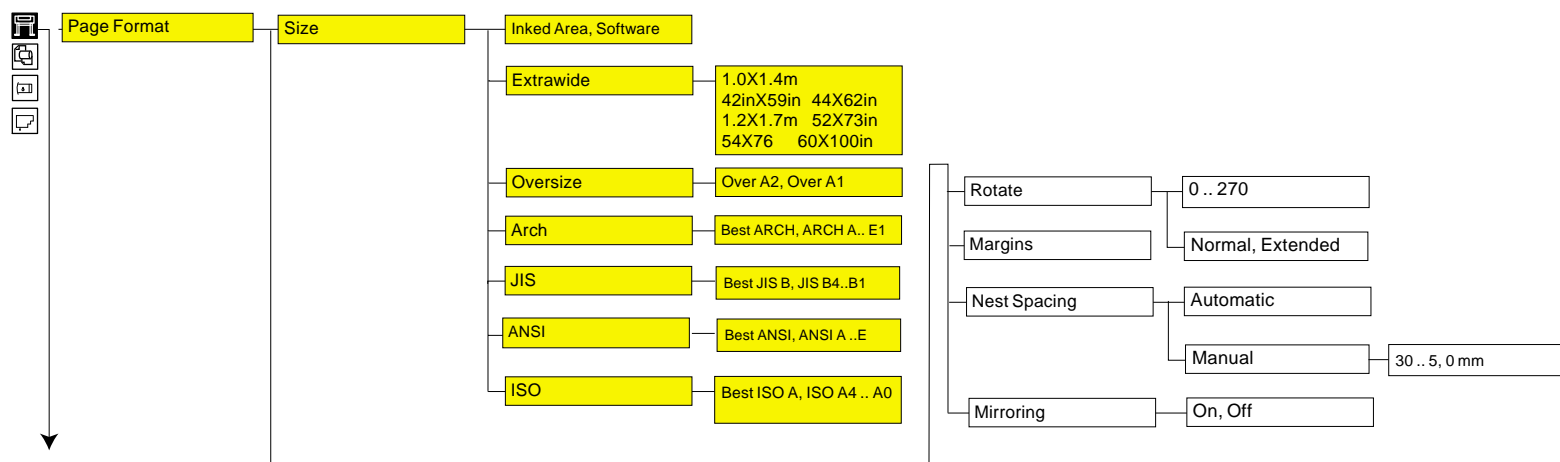 Page Format
Size
Inked Area, Software
Extrawide
1.0X1.4m
42inX59in 44X62in
1.2X1.7m 52X73in
54X76 60X100in
Oversize
Over A2, Over A1
Arch
Best ARCH, ARCH A.. E1
JIS
Best JIS B, JIS B4..B1
ANSI
Best ANSI, ANSI A ..E
ISO
Best ISO A, ISO A4 .. A0
Rotate
0 .. 270
Margins
Normal, Extended
Nest Spacing
Automatic
Manual
30 .. 5, 0 mm
Mirroring
On, Off